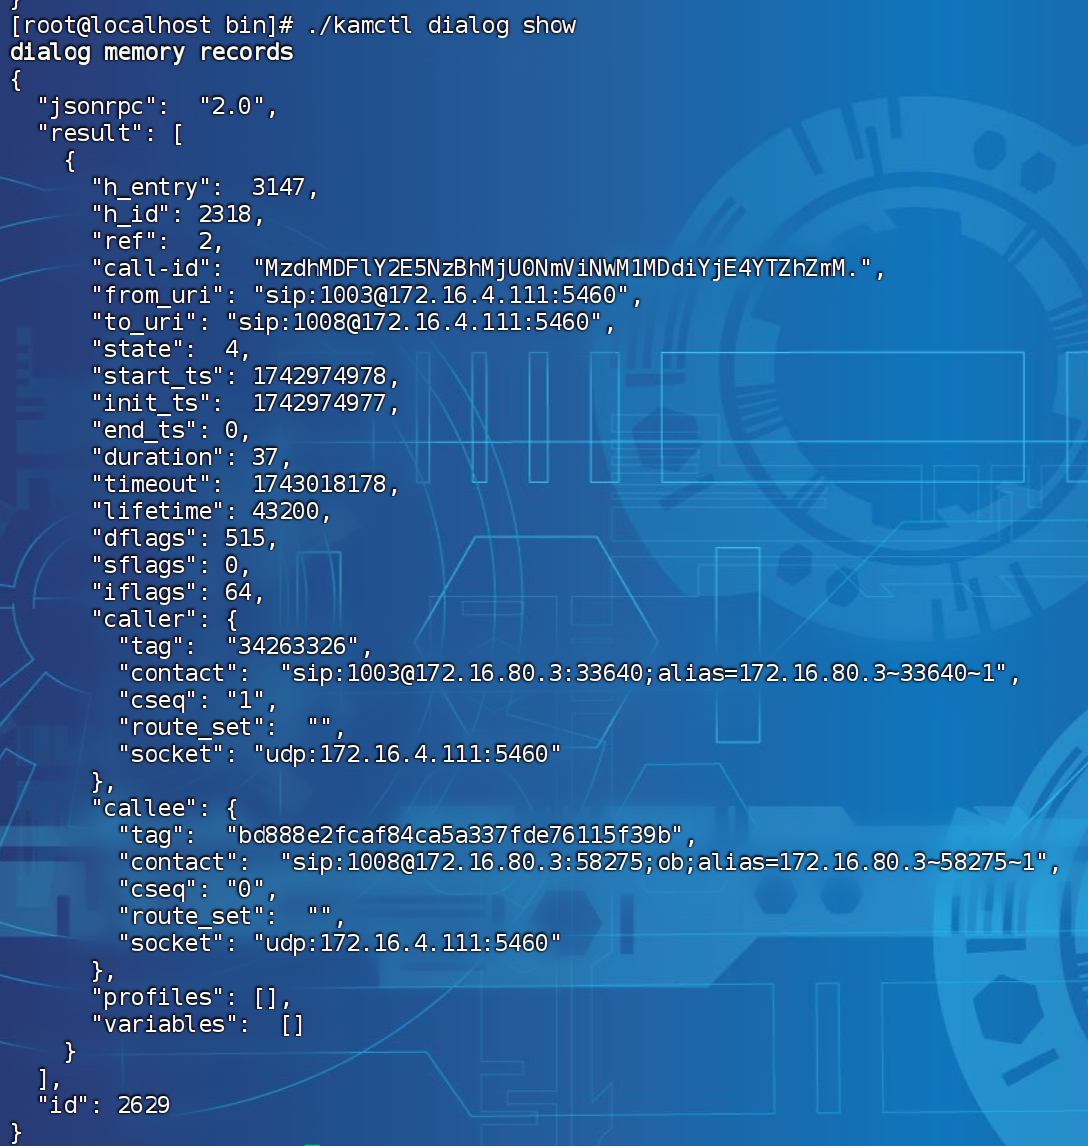 }
[root@localhost bin]# ./kamctl dialog show
dialog memory records
{
  "jsonrpc":  "2.0",
  "result": [
    {
      "h_entry":  3147,
      "h_id": 2318,
      "ref":  2,
      "call-id":  "MzdhMDFlY2E5NzBhMjU0NmViNWM1MDdiYjE4YTZhZmM.",
      "from_uri": "sip:1003@172.16.4.111:5460",
      "to_uri": "sip:1008@172.16.4.111:5460",
      "state":  4,
      "start_ts": 1742974978,
      "init_ts":  1742974977,
      "end_ts": 0,
      "duration": 37,
      "timeout":  1743018178,
      "lifetime": 43200,
      "dflags": 515,
      "sflags": 0,
      "iflags": 64,
      "caller": {
        "tag":  "34263326",
        "contact":  "sip:1003@172.16.80.3:33640;alias=172.16.80.3~33640~1",
        "cseq": "1",
        "route_set":  "",
        "socket": "udp:172.16.4.111:5460"
      },
      "callee": {
        "tag":  "bd888e2fcaf84ca5a337fde76115f39b",
        "contact":  "sip:1008@172.16.80.3:58275;ob;alias=172.16.80.3~58275~1",
        "cseq": "0",
        "route_set":  "",
        "socket": "udp:172.16.4.111:5460"
      },
      "profiles": [],
      "variables":  []
    }
  ],
  "id": 2629
}